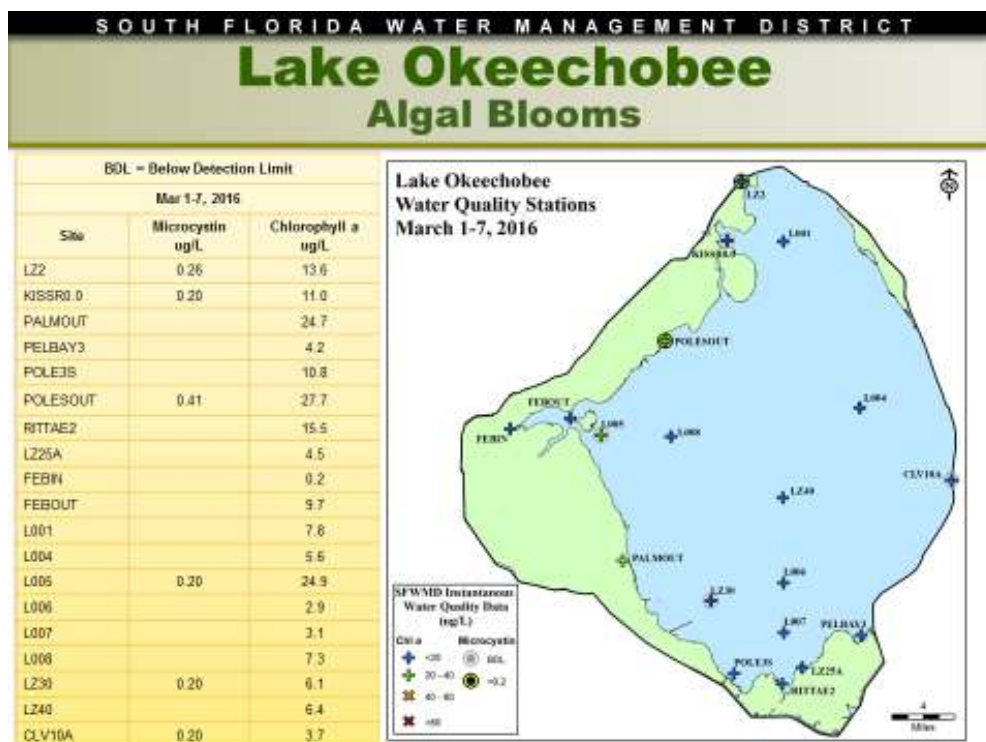 SOUTH FLORIDA WATER MANAGEMENT DISTRICT
Lake Okeechobee
Algal Blooms
BDL = Below Detection Limit
Mar 1-7, 2016
Site Microcystin ug/L Chlorophyll a ug/L
LZ2 0.26 13.6
KISSR0.0 0.20 11.0
PALMOUT 24.7
PELBAY3 4.2
POLE3S 10.8
POLESOUT 0.41 27.7
RITTAE2 15.5
LZ25A 4.5
FEBIN 0.2
FEBOUT 9.7
L001 7.8
L004 5.6
L005 0.20 24.9
L006 2.9
L007 3.1
L008 7.3
LZ30 0.20 6.1
LZ40 6.4
CLV10A 0.20 3.7
Lake Okeechobee
Water Quality Stations
March 1-7, 2016
N
LZ2
L001
KISSR0.0
POLESOUT
L004
FEBOUT
L005
FEBIN
L008
CLV10A
LZ40
PALMOUT
L006
LZ30
L007
PELBAY3
POLE3S
LZ25A
RITTAE2
SFWMD Instantaneous
Water Quality Data
(ug/L)
Chl a Microcystin
<20 BDL
20 - 40 >0.2
40 - 60
>60
4
Miles